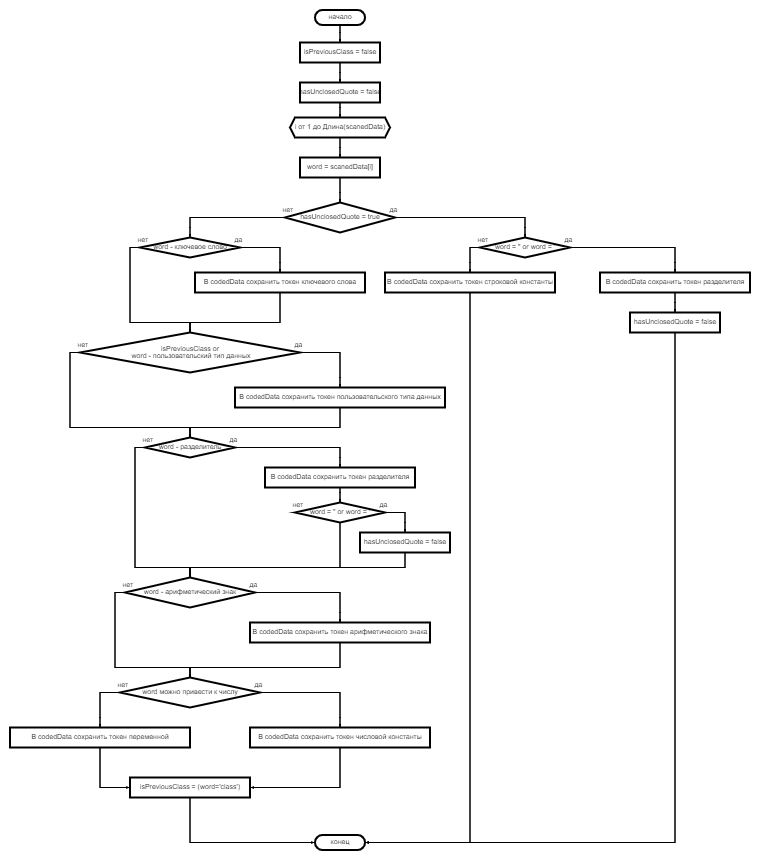 начало
isPreviousClass = false
hasUnclosedQuote = false
i от 1 до Длина(scanedData)
word = scanedData[i]
нет
hasUnclosedQuote = true
да
нет
word - ключевое слово
да
нет
word = " or word = '
да
В codedData сохранить токен ключевого слова
В codedData сохранить токен строковой константы
В codedData сохранить токен разделителя
hasUnclosedQuote = false
нет
isPreviousClass or
word - пользовательский тип данных
да
В codedData сохранить токен пользовательского типа данных
нет
word - разделитель
да
В codedData сохранить токен разделителя
нет
word = " or word = '
да
hasUnclosedQuote = false
нет
word - арифметический знак
да
В codedData сохранить токен арифметического знака
нет
word можно привести к числу
да
В codedData сохранить токен переменной
В codedData сохранить токен числовой константы
isPreviousClass = (word='class')
конец